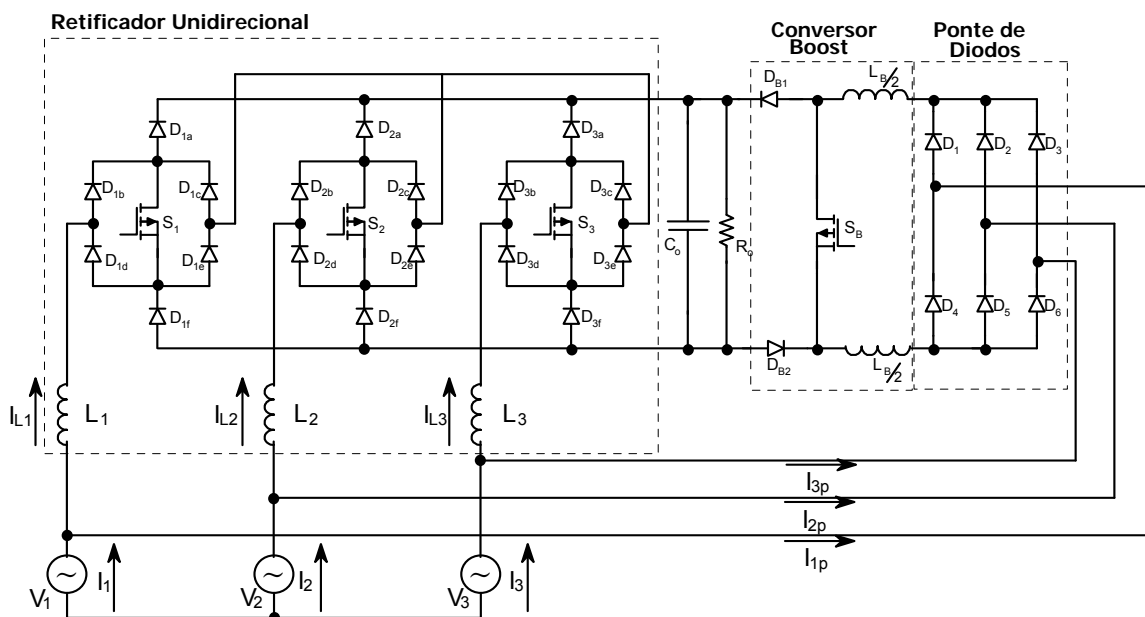 Retificador Unidirecional
Conversor
Boost
Ponte de
Diodos
D1a
D1b
D1c
S1
D1d
D1e
D1f
D2a
D2b
D2c
S2
D2d
D2e
D2f
D3a
D3b
D3c
S3
D3d
D3e
D3f
Co
Ro
DB1
LB/2
SB
DB2
LB/2
D1
D2
D3
D4
D5
D6
IL1
L1
IL2
L2
IL3
L3
I3p
I2p
I1p
V1
I1
V2
I2
V3
I3